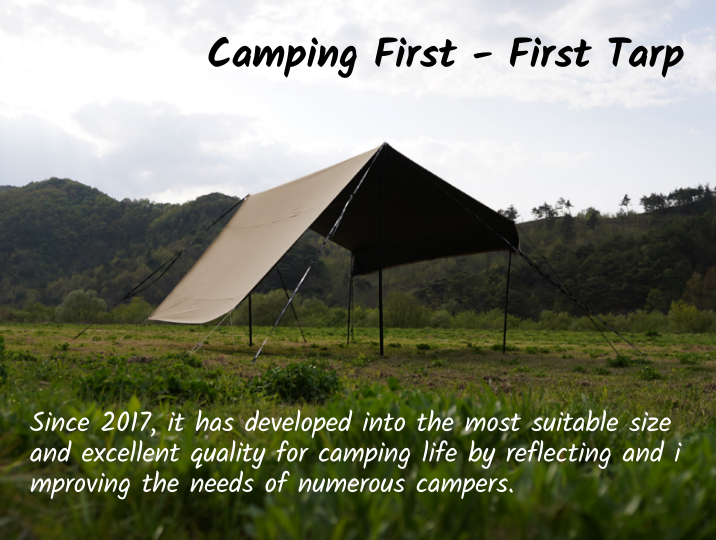 Camping First - First Tarp
Since 2017, it has developed into the most suitable size
and excellent quality for camping life by reflecting and i
mproving the needs of numerous campers.